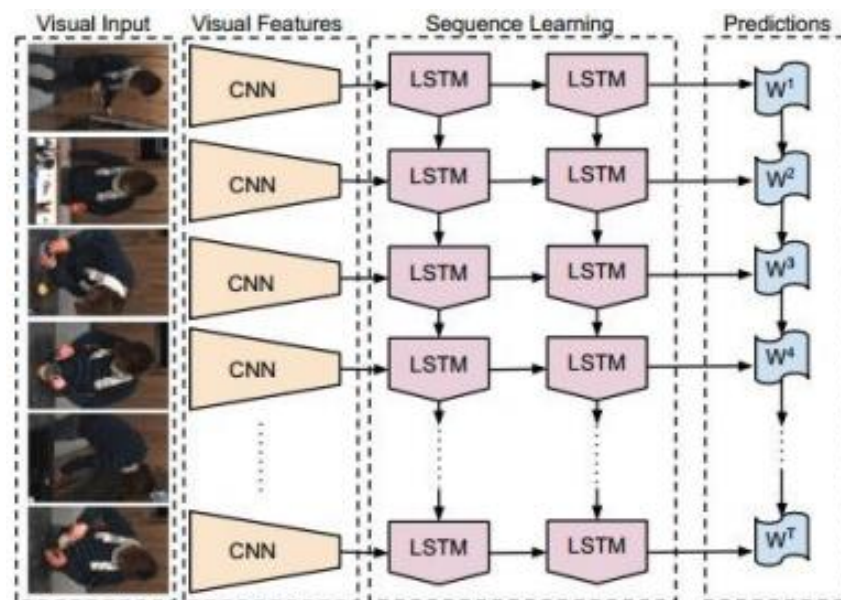 Visual Input Visual Features Sequence Learning Predictions
CNN LSTM LSTM W¹
CNN LSTM LSTM W²
CNN LSTM LSTM W³
CNN LSTM LSTM W⁴
CNN LSTM LSTM Wᵀ